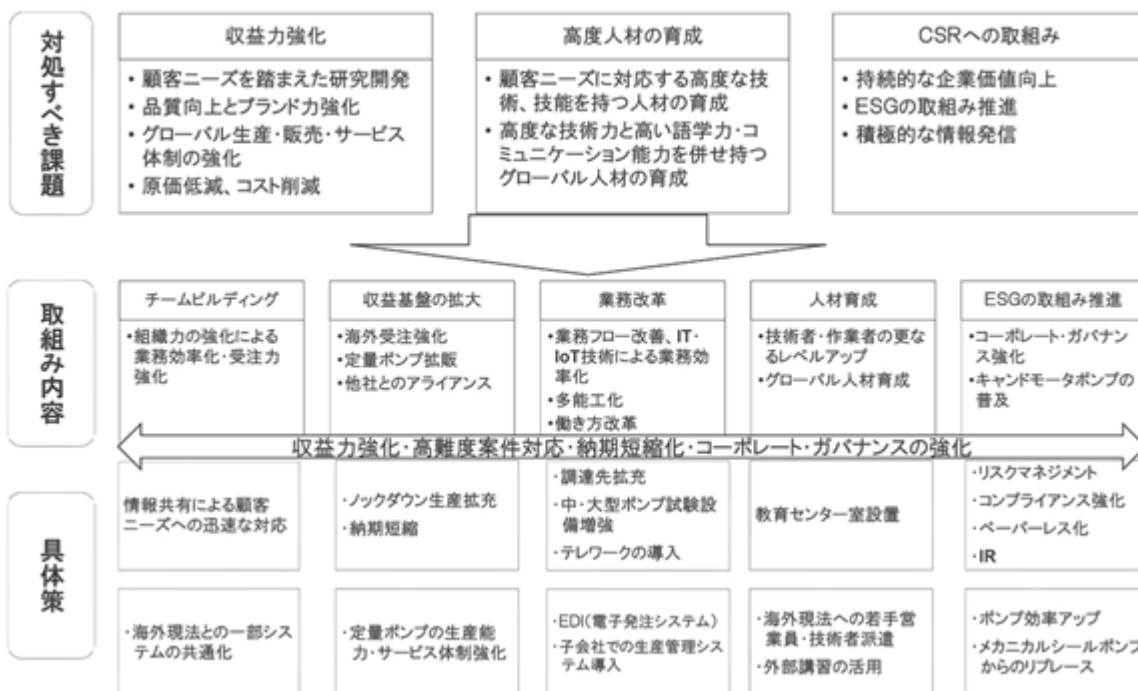 対処すべき課題
収益力強化
・顧客ニーズを踏まえた研究開発
・品質向上とブランド力強化
・グローバル生産・販売・サービス
体制の強化
・原価低減、コスト削減
高度人材の育成
・顧客ニーズに対応する高度な技
術、技能を持つ人材の育成
・高度な技術力と高い語学力・コ
ミュニケーション能力を併せ持つ
グローバル人材の育成
CSRへの取組み
・持続的な企業価値向上
・ESGの取組み推進
・積極的な情報発信
取組み内容
チームビルディング
・組織力の強化による
業務効率化・受注力
強化
収益基盤の拡大
・海外受注強化
・定量ポンプ拡販
・他社とのアライアンス
業務改革
・業務フロー改善、IT・
IoT技術による業務効
率化
・多能工化
・働き方改革
人材育成
・技術者・作業者の更な
るレベルアップ
・グローバル人材育成
ESGの取組み推進
・コーポレート・ガバナン
ス強化
・キャンドモータポンプの
普及
収益力強化・高難度案件対応・納期短縮化・コーポレート・ガバナンスの強化
具体策
情報共有による顧客
ニーズへの迅速な対応
・ノックダウン生産拡充
・納期短縮
・調達先拡充
・中・大型ポンプ試験設
備増強
・テレワークの導入
教育センター室設置
・リスクマネジメント
・コンプライアンス強化
・ペーパーレス化
・IR
・海外現法との一部シス
テムの共通化
・定量ポンプの生産能
力・サービス体制強化
・EDI(電子発注システム)
・子会社での生産管理シス
テム導入
・海外現法への若手営
業員・技術者派遣
・外部講習の活用
・ポンプ効率アップ
・メカニカルシールポンプ
からのリプレース